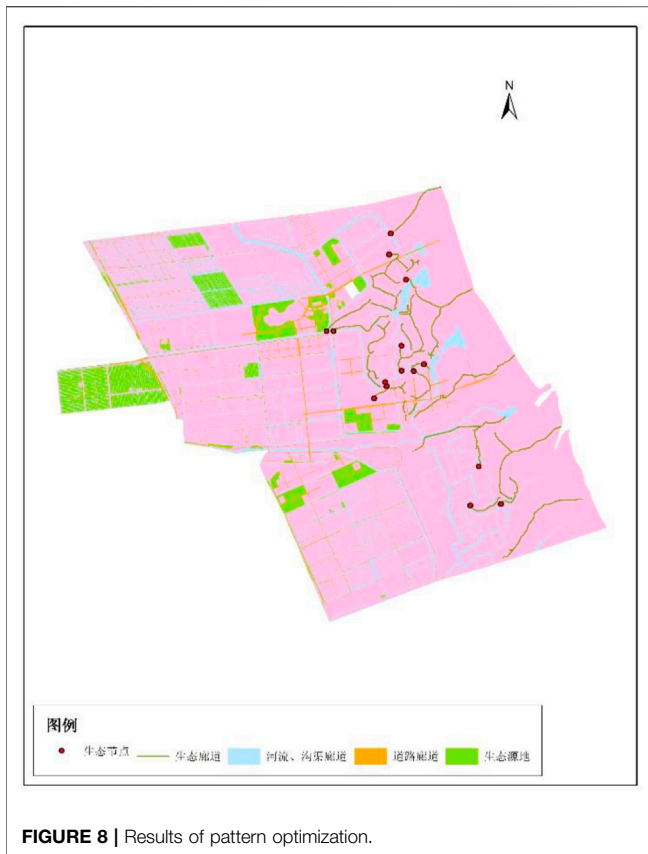 N
图例
生态节点 生态廊道 河流、沟渠廊道 道路廊道 生态源地
FIGURE 8 | Results of pattern optimization.